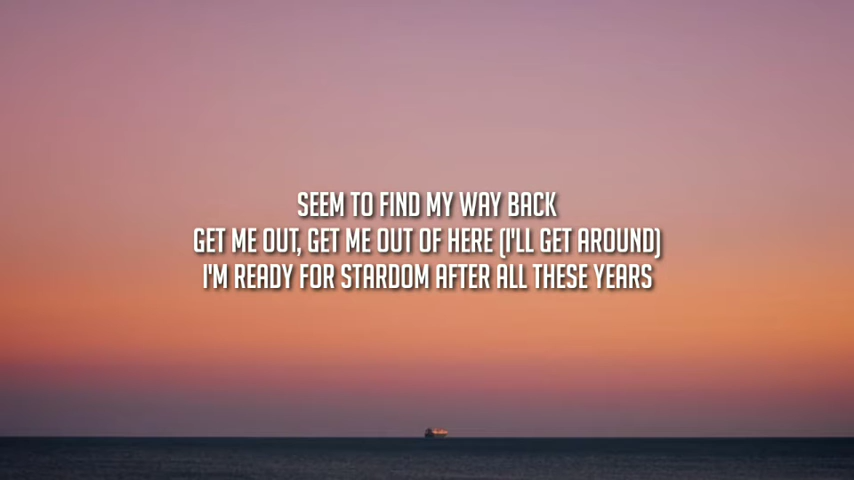 SEEM TO FIND MY WAY BACK
GET ME OUT, GET ME OUT OF HERE (I'LL GET AROUND)
I'M READY FOR STARDOM AFTER ALL THESE YEARS